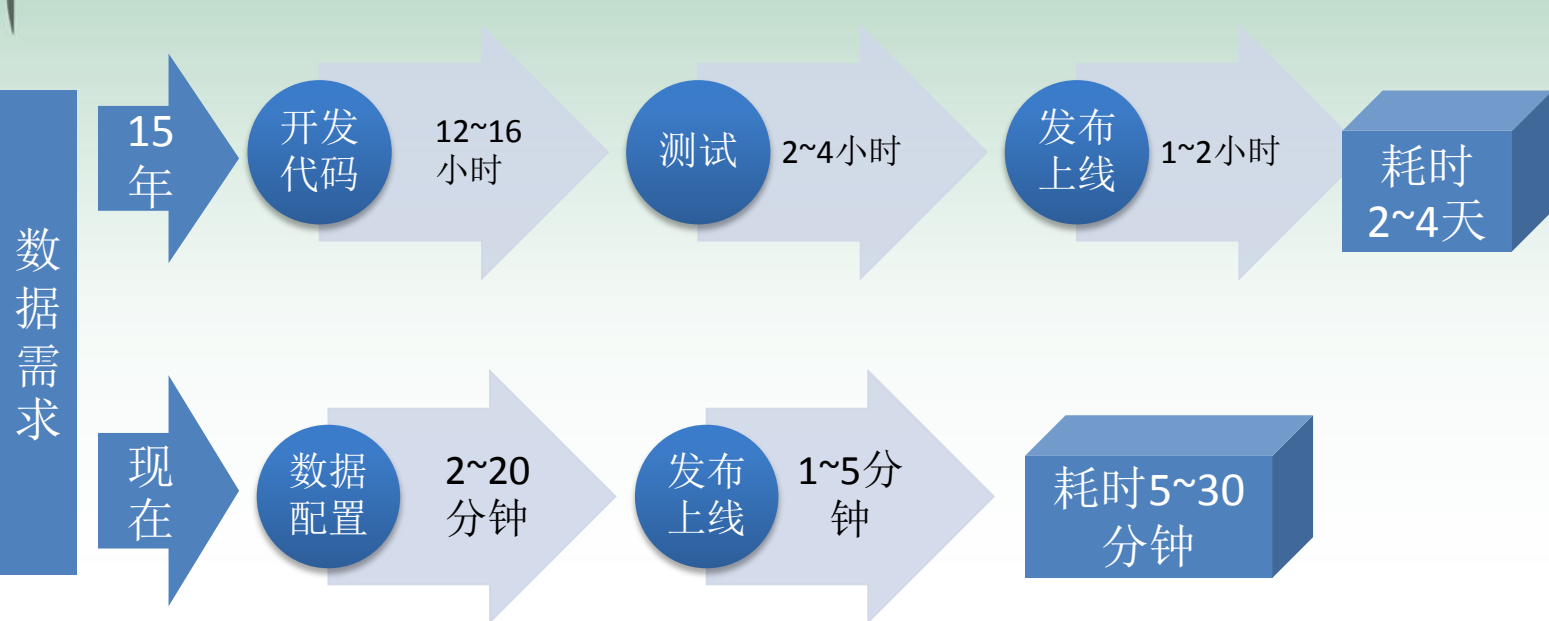 数据需求
15
年
开发
代码
12~16
小时
测试
2~4小时
发布
上线
1~2小时
耗时
2~4天
现
在
数据
配置
2~20
分钟
发布
上线
1~5分
钟
耗时5~30
分钟